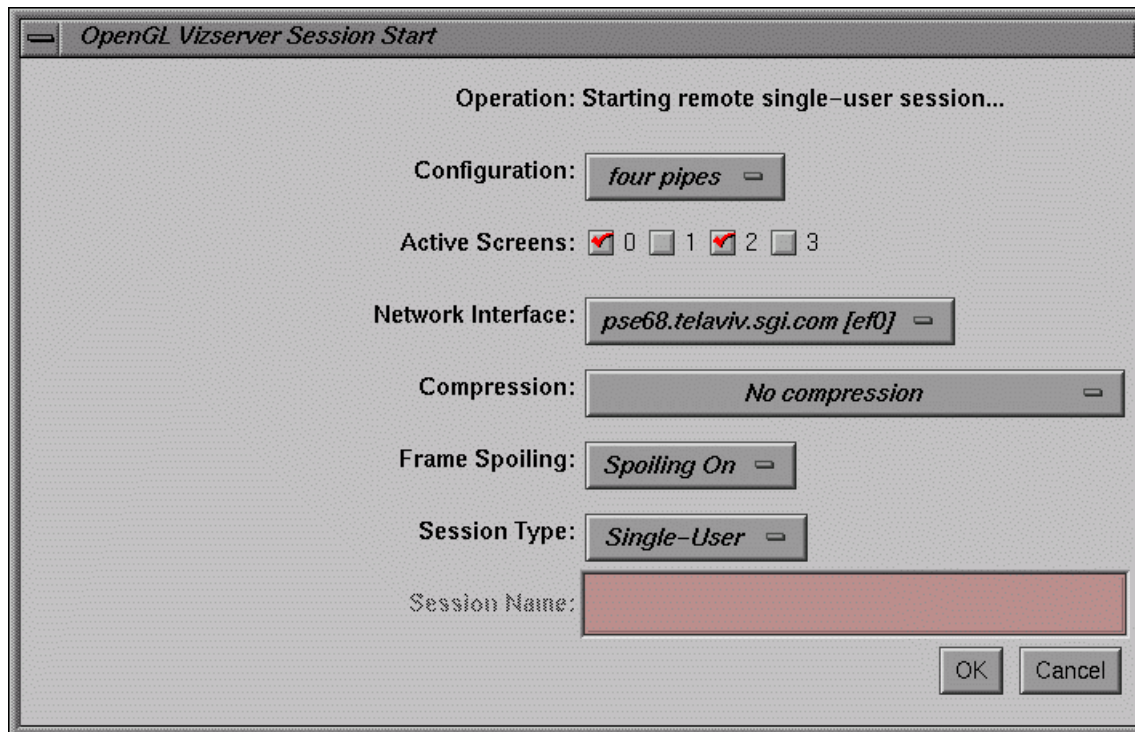 OpenGL Vizserver Session Start
Operation: Starting remote single-user session...
Configuration: four pipes
Active Screens: 0 1 2 3
Network Interface: pse68.telaviv.sgi.com [ef0]
Compression: No compression
Frame Spoiling: Spoiling On
Session Type: Single-User
Session Name:
OK Cancel